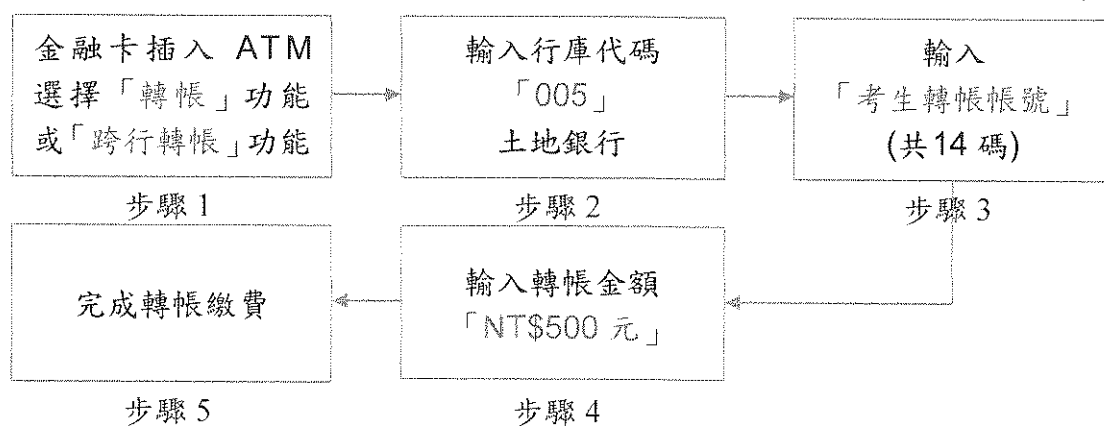 金融卡插入 ATM
選擇「轉帳」功能
或「跨行轉帳」功能
步驟 1
輸入行庫代碼
「005」
土地銀行
步驟 2
輸入
「考生轉帳帳號」
(共14 碼)
步驟 3
輸入轉帳金額
「NT$500 元」
步驟 4
完成轉帳繳費
步驟 5